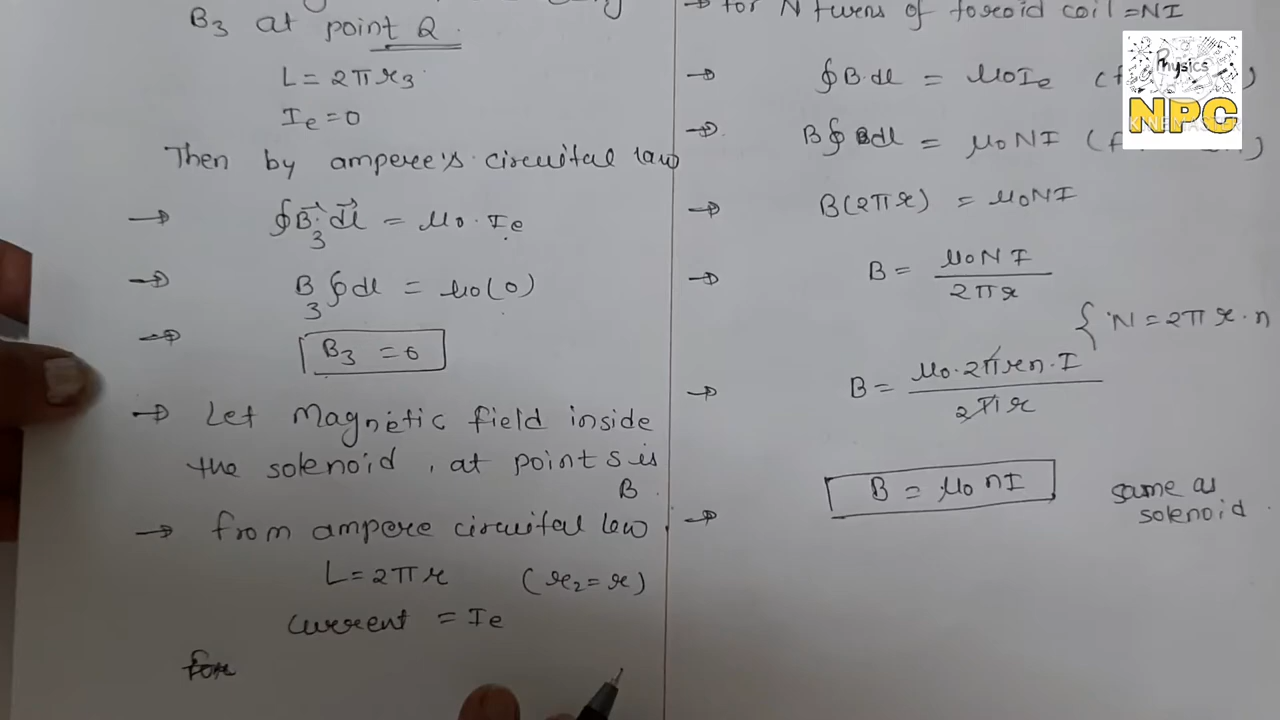 B3 at point Q
L = 2πr3
Ie = 0
Then by ampere's circuital law
→ ∮B3·dl = μ0·Ie
→ B3∮dl = μ0(0)
→ B3 = 0
→ Let Magnetic field inside
the solenoid, at point S is
B
→ from ampere circuital law
L = 2πr (r2 = r)
current = Ie
for
→ for N turns of toroid coil = NI
→ ∮B·dl = μ0Ie
→ B∮dl = μ0NI
→ B(2πr) = μ0NI
→ B = μ0NI / 2πr
{ N = 2πr·n
→ B = μ0·2πrn·I / 2πr
→ B = μ0nI same as
solenoid
Physics
NPC